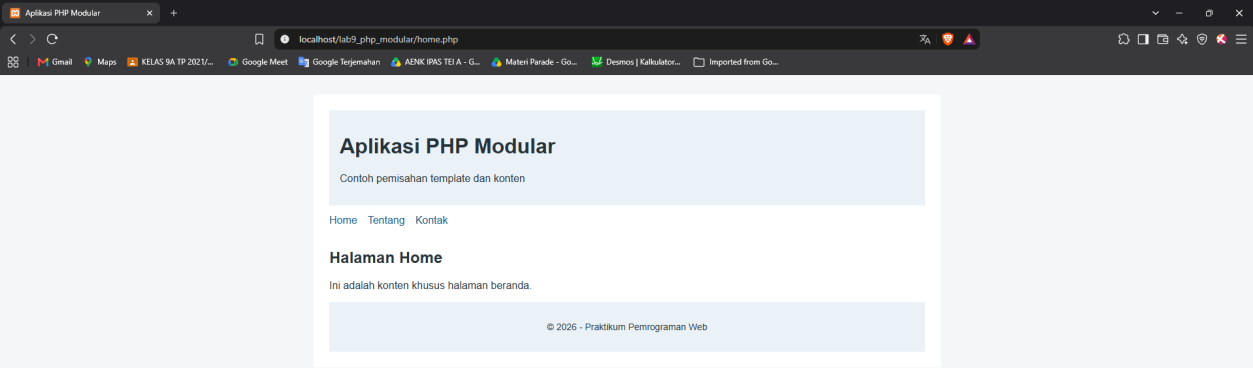 Aplikasi PHP Modular
localhost/lab9_php_modular/home.php
Gmail Maps KELAS 9A TP 2021/... Google Meet Google Terjemahan AENK IPAS TEI A - G... Materi Parade - Goo... Desmos | Kalkulator... Imported from Go...
Aplikasi PHP Modular
Contoh pemisahan template dan konten
Home Tentang Kontak
Halaman Home
Ini adalah konten khusus halaman beranda.
© 2026 - Praktikum Pemrograman Web